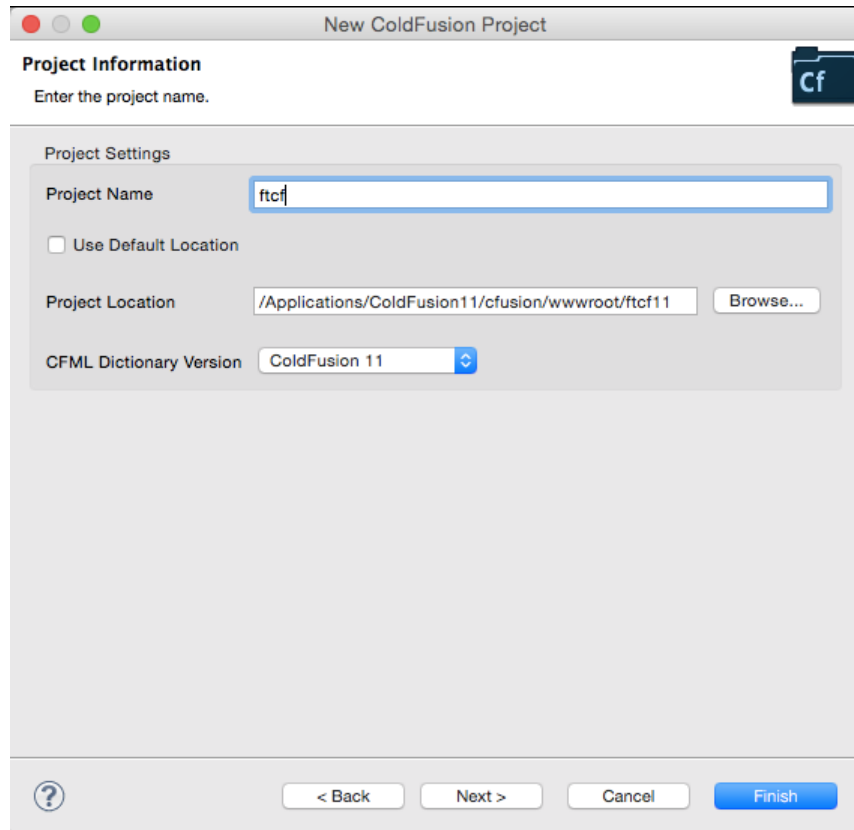 New ColdFusion Project
Project Information
Enter the project name.
Cf
Project Settings
Project Name ftcf
Use Default Location
Project Location /Applications/ColdFusion11/cfusion/wwwroot/ftcf11 Browse...
CFML Dictionary Version ColdFusion 11
? < Back Next > Cancel Finish